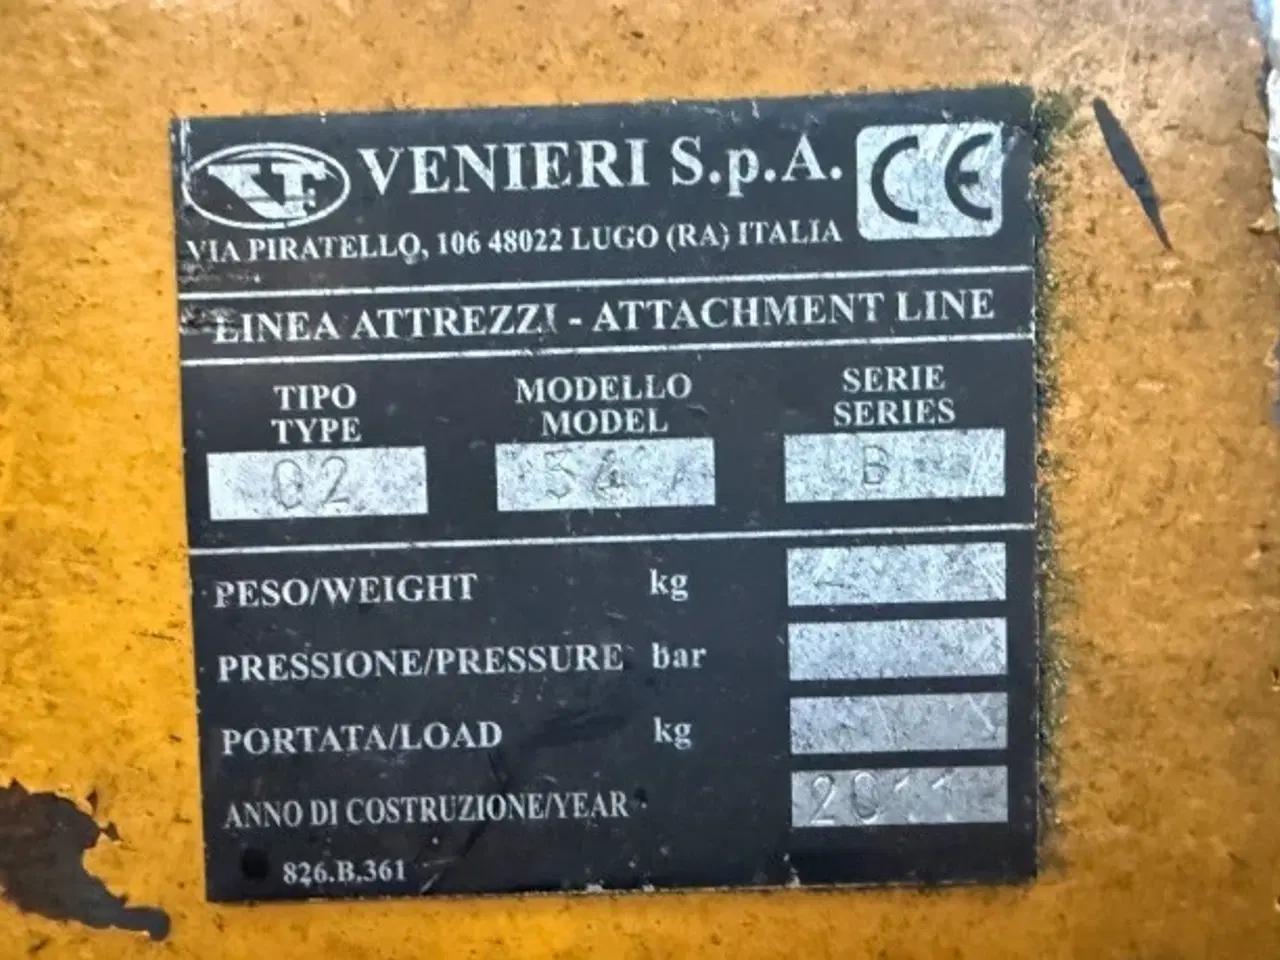 VF VENIERI S.p.A. CE
VIA PIRATELLO, 106 48022 LUGO (RA) ITALIA
LINEA ATTREZZI - ATTACHMENT LINE
TIPO MODELLO SERIE
TYPE MODEL SERIES
02 B
PESO/WEIGHT kg
PRESSIONE/PRESSURE bar
PORTATA/LOAD kg
ANNO DI COSTRUZIONE/YEAR 2011
826.B.361